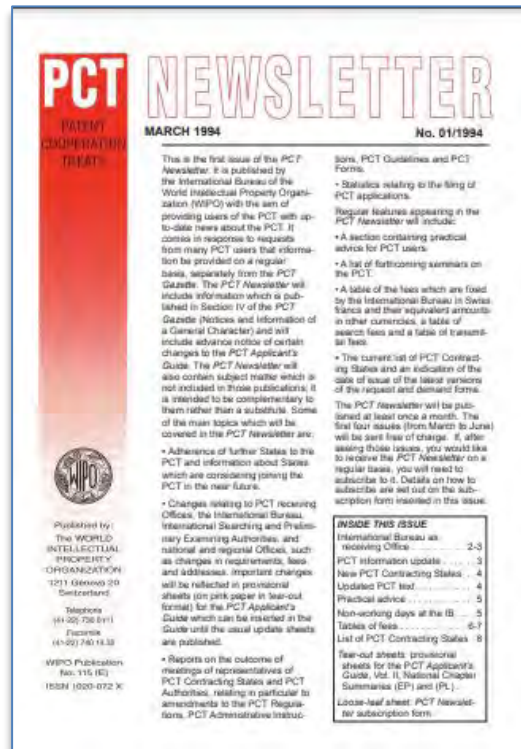 PCT
PATENT
COOPERATION
TREATY
NEWSLETTER
MARCH 1994
No. 01/1994
This is the first issue of the PCT
Newsletter. It is published by
the International Bureau of the
World Intellectual Property Organi-
zation (WIPO) with the aim of
providing users of the PCT with up-
to-date news about the PCT. It
comes in response to requests
from many PCT users that informa-
tion be provided on a regular
basis, separately from the PCT
Gazette. The PCT Newsletter will
include information which is pub-
lished in Section IV of the PCT
Gazette (Notices and Information of
a General Character) and will
include advance notice of certain
changes to the PCT Applicant's
Guide. The PCT Newsletter will
also contain subject matter which is
not included in those publications; it
is intended to be complementary to
them rather than a substitute. Some
of the main topics which will be
covered in the PCT Newsletter are:
• Adherence of further States to the
PCT and information about States
which are considering joining the
PCT in the near future.
• Changes relating to PCT receiving
Offices, the International Bureau,
International Searching and Prelimi-
nary Examining Authorities, and
national and regional Offices, such
as changes in requirements, fees
and addresses. Important changes
will be reflected in provisional
sheets (on pink paper in tear-out
format) for the PCT Applicant's
Guide which can be inserted in the
Guide until the usual update sheets
are published.
• Reports on the outcome of
meetings of representatives of
PCT Contracting States and PCT
Authorities, relating in particular to
amendments to the PCT Regula-
tions, PCT Administrative Instruc-
tions, PCT Guidelines and PCT
Forms.
• Statistics relating to the filing of
PCT applications.
Regular features appearing in the
PCT Newsletter will include:
• A section containing practical
advice for PCT users.
• A list of forthcoming seminars on
the PCT.
• A table of the fees which are fixed
by the International Bureau in Swiss
francs and their equivalent amounts
in other currencies, a table of
search fees and a table of transmit-
tal fees.
• The current list of PCT Contract-
ing States and an indication of the
date of issue of the latest versions
of the request and demand forms.
The PCT Newsletter will be pub-
lished at least once a month. The
first four issues (from March to June)
will be sent free of charge. If, after
seeing those issues, you would like
to receive the PCT Newsletter on a
regular basis, you will need to
subscribe to it. Details on how to
subscribe are set out on the sub-
scription form inserted in this issue.
INSIDE THIS ISSUE
International Bureau as
receiving Office . . . . . . . . . . 2-3
PCT information update . . . . 3
New PCT Contracting States . 4
Updated PCT text . . . . . . . . . 4
Practical advice . . . . . . . . . . 5
Non-working days at the IB . . 5
Tables of fees . . . . . . . . . . 6-7
List of PCT Contracting States 8
Tear-out sheets: provisional
sheets for the PCT Applicant's
Guide, Vol. II, National Chapter
Summaries (EP) and (PL)
Loose-leaf sheet: PCT Newslet-
ter subscription form
WIPO
Published by:
The WORLD
INTELLECTUAL
PROPERTY
ORGANIZATION
1211 Geneva 20
Switzerland
Telephone
(41-22) 730 9111
Facsimile
WIPO Publication
No. 115 (E)
ISSN 1020-072 X